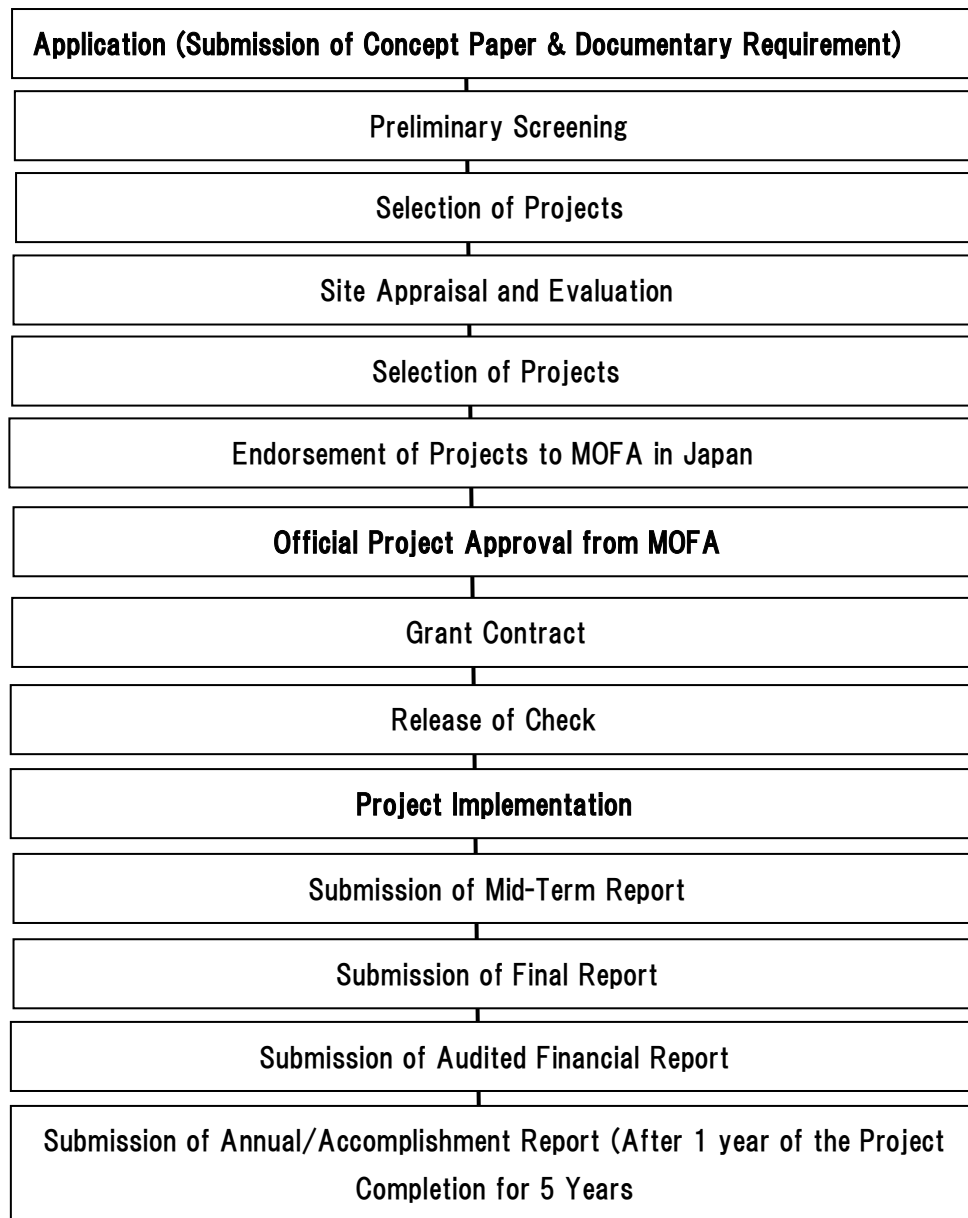 Application (Submission of Concept Paper & Documentary Requirement)
Preliminary Screening
Selection of Projects
Site Appraisal and Evaluation
Selection of Projects
Endorsement of Projects to MOFA in Japan
Official Project Approval from MOFA
Grant Contract
Release of Check
Project Implementation
Submission of Mid-Term Report
Submission of Final Report
Submission of Audited Financial Report
Submission of Annual/Accomplishment Report (After 1 year of the Project
Completion for 5 Years